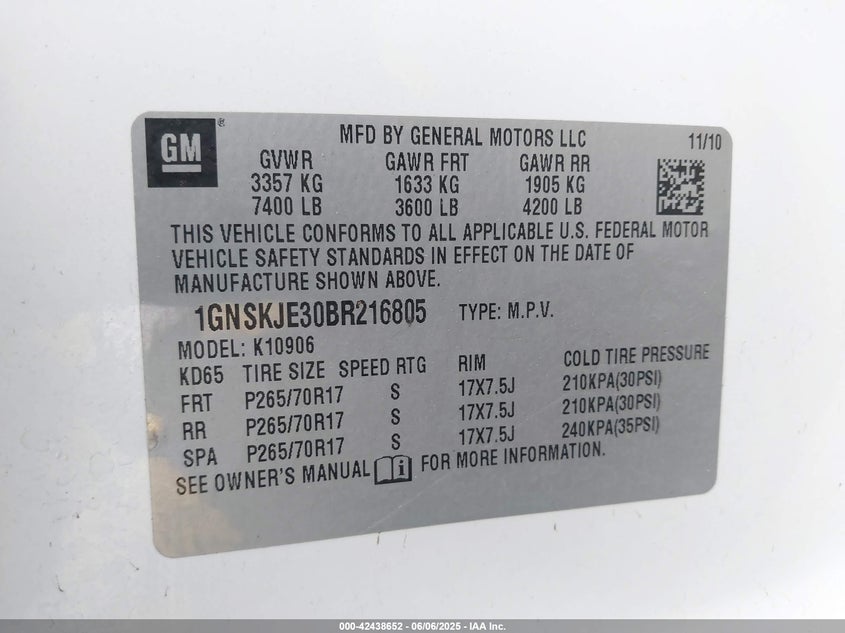 GM®
MFD BY GENERAL MOTORS LLC 11/10
GVWR GAWR FRT GAWR RR
3357 KG 1633 KG 1905 KG
7400 LB 3600 LB 4200 LB
THIS VEHICLE CONFORMS TO ALL APPLICABLE U.S. FEDERAL MOTOR
VEHICLE SAFETY STANDARDS IN EFFECT ON THE DATE OF
MANUFACTURE SHOWN ABOVE.
1GNSKJE30BR216805 TYPE: M.P.V.
MODEL: K10906
KD65 TIRE SIZE SPEED RTG RIM COLD TIRE PRESSURE
FRT P265/70R17 S 17X7.5J 210KPA(30PSI)
RR P265/70R17 S 17X7.5J 210KPA(30PSI)
SPA P265/70R17 S 17X7.5J 240KPA(35PSI)
SEE OWNER'S MANUAL FOR MORE INFORMATION.
000-42438652 - 06/06/2025 - IAA Inc.